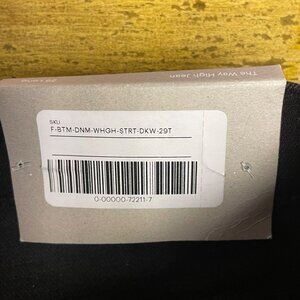 The Way High Jean
SKU
F-BTM-DNM-WHGH-STRT-DKW-29T
0-00000-72211-7